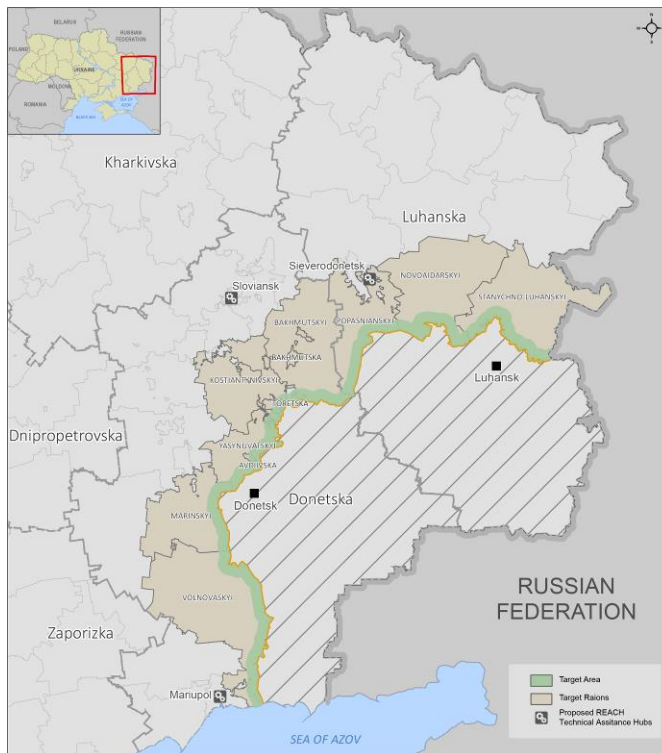 BELARUS
POLAND
RUSSIAN
FEDERATION
UKRAINE
MOLDOVA
ROMANIA
SEA OF
AZOV
N
Kharkivska
Luhanska
Sieverodonetsk
NOVOAIDARSKYI
Sloviansk
STANYCHNO-LUHANSKYI
BAKHMUTSKYI
POPASNIANSKYI
BAKHMUTSKA
Luhansk
KOSTIANTYNIVSKYI
TORETSKA
Dnipropetrovska
YASYNUVATSKYI
AVDIIVSKA
Donetsk
Donetska
MARINSKYI
RUSSIAN
FEDERATION
VOLNOVASKYI
Zaporizka
Mariupol
SEA OF AZOV
Target Area
Target Raions
Proposed REACH
Technical Assitance Hubs